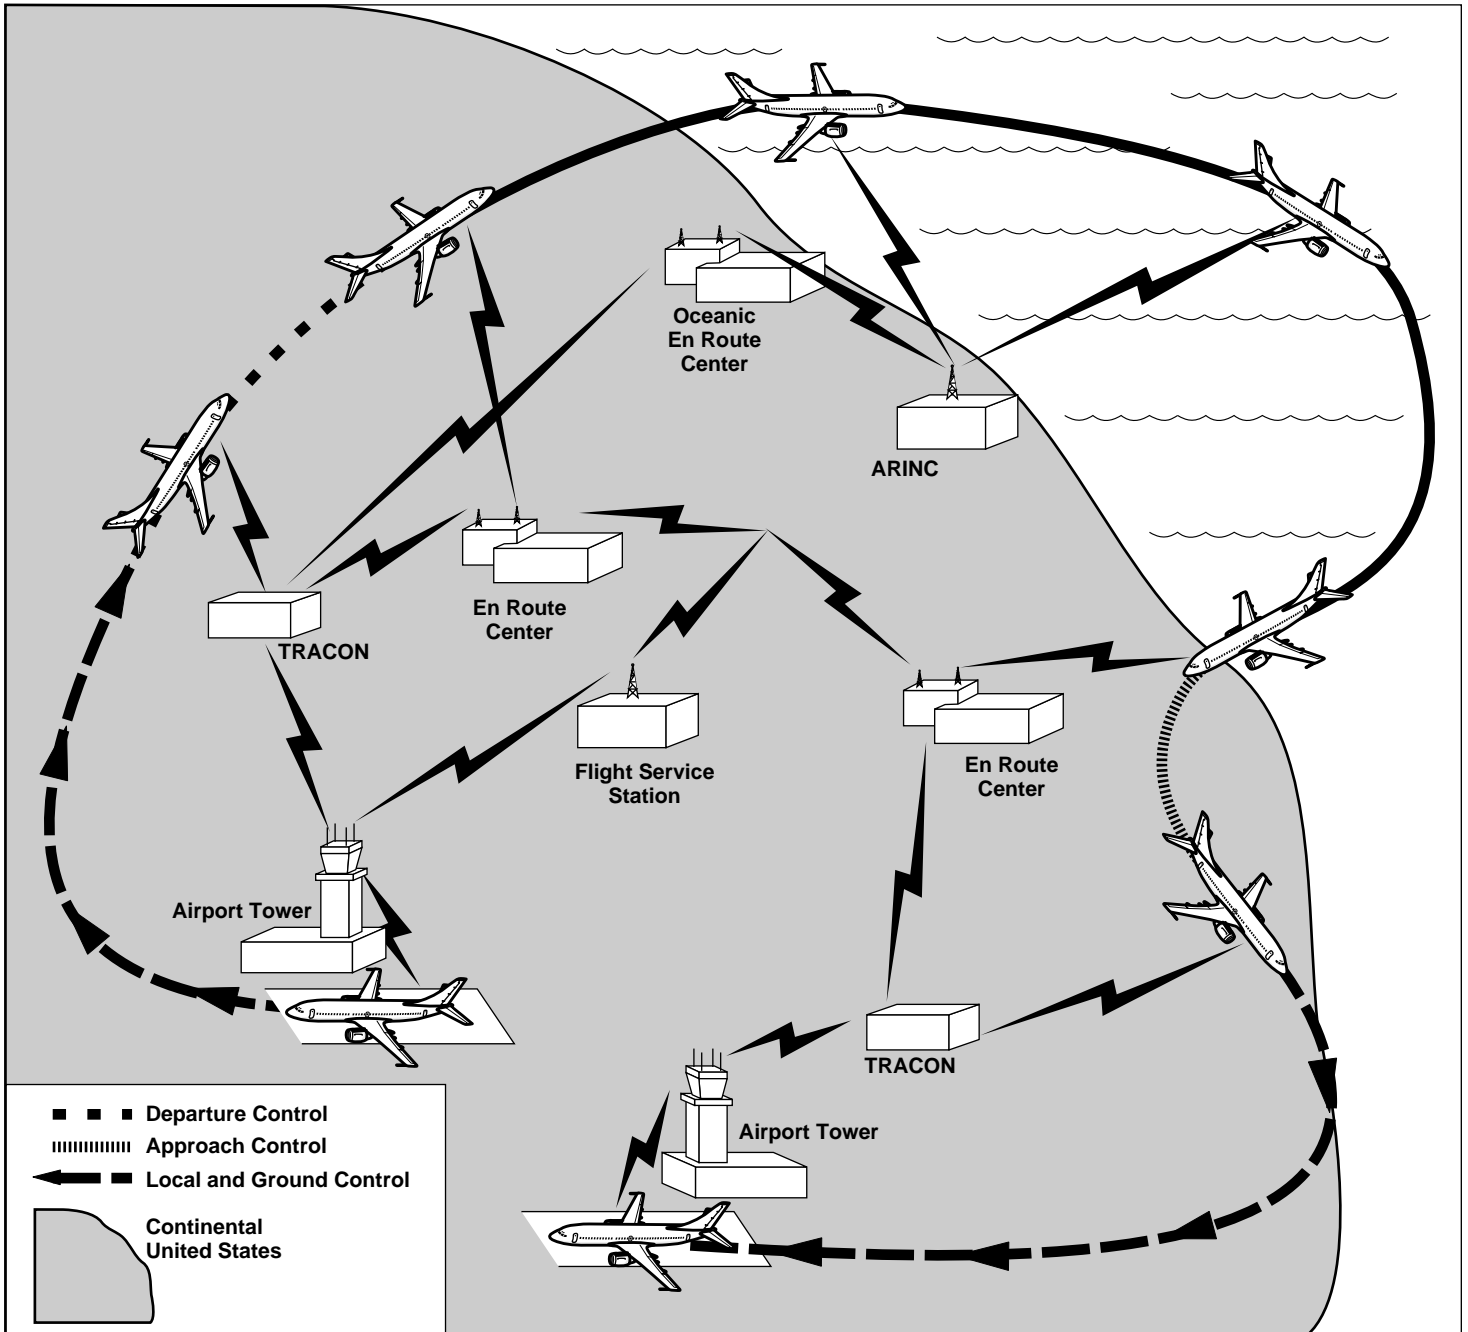 Oceanic
En Route
Center
ARINC
En Route
Center
TRACON
Flight Service
Station
En Route
Center
Airport Tower
TRACON
Airport Tower
Departure Control
Approach Control
Local and Ground Control
Continental
United States